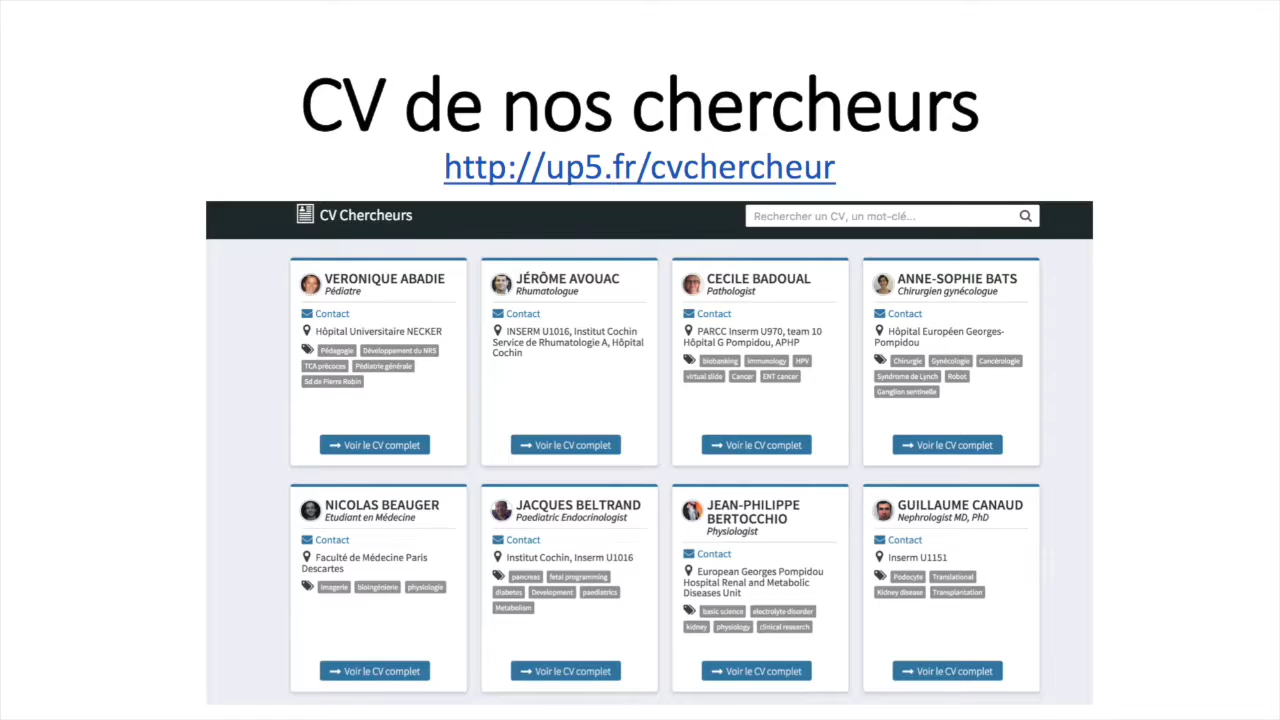 CV de nos chercheurs
http://up5.fr/cvchercheur
CV Chercheurs
Rechercher un CV, un mot-clé...
VERONIQUE ABADIE
Pédiatre
Contact
Hôpital Universitaire NECKER
Pédagogie Développement du NRS
TCA précoces Pédiatrie générale
Sd de Pierre Robin
Voir le CV complet
JÉRÔME AVOUAC
Rhumatologue
Contact
INSERM U1016, Institut Cochin
Service de Rhumatologie A, Hôpital
Cochin
Voir le CV complet
CECILE BADOUAL
Pathologist
Contact
PARCC Inserm U970, team 10
Hôpital G Pompidou, APHP
biobanking immunology HPV
virtual slide Cancer ENT cancer
Voir le CV complet
ANNE-SOPHIE BATS
Chirurgien gynécologue
Contact
Hôpital Européen Georges-
Pompidou
Chirurgie Gynécologie Cancérologie
Syndrome de Lynch Robot
Ganglion sentinelle
Voir le CV complet
NICOLAS BEAUGER
Etudiant en Médecine
Contact
Faculté de Médecine Paris
Descartes
Imagerie bioingénierie physiologie
Voir le CV complet
JACQUES BELTRAND
Paediatric Endocrinologist
Contact
Institut Cochin, Inserm U1016
pancreas fetal programming
diabetes Development paediatrics
Metabolism
Voir le CV complet
JEAN-PHILIPPE
BERTOCCHIO
Physiologist
Contact
European Georges Pompidou
Hospital Renal and Metabolic
Diseases Unit
basic science electrolyte disorder
kidney physiology clinical research
Voir le CV complet
GUILLAUME CANAUD
Nephrologist MD, PhD
Contact
Inserm U1151
Podocyte Translational
Kidney disease Transplantation
Voir le CV complet